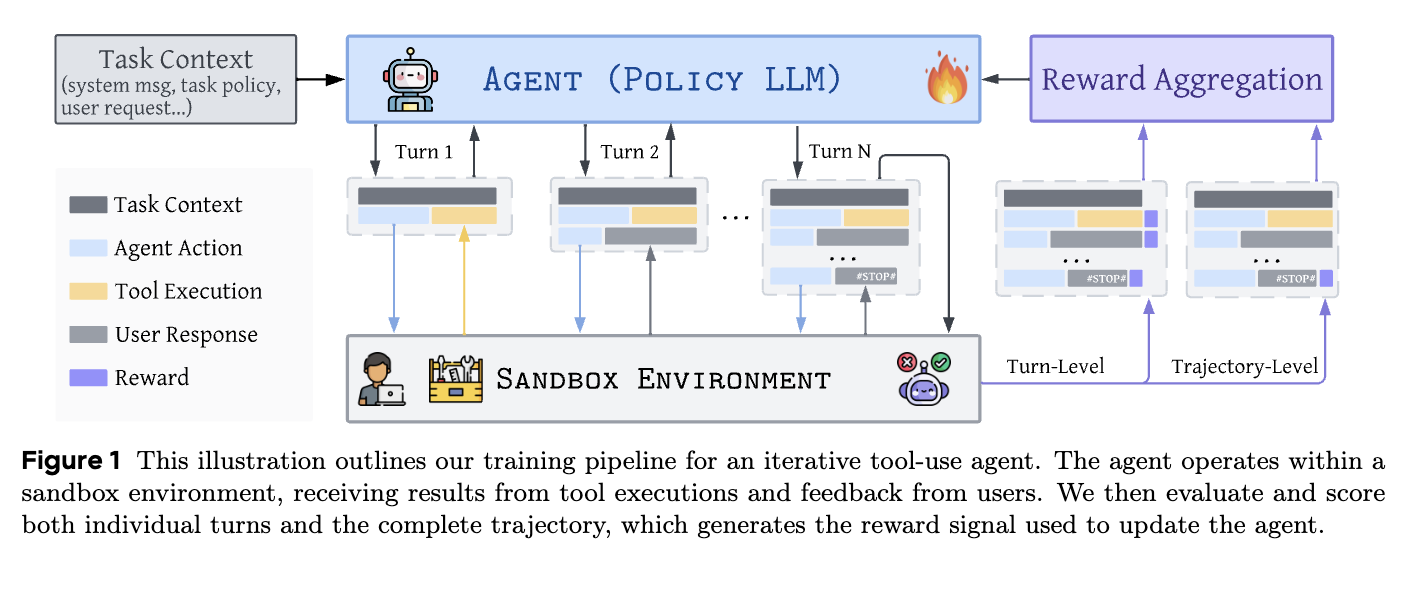 Task Context
(system msg, task policy,
user request...)
AGENT (POLICY LLM)
Reward Aggregation
Turn 1
Turn 2
Turn N
...
Task Context
Agent Action
Tool Execution
User Response
Reward
...
#STOP#
...
#STOP#
...
#STOP#
SANDBOX ENVIRONMENT
Turn-Level
Trajectory-Level
Figure 1 This illustration outlines our training pipeline for an iterative tool-use agent. The agent operates within a
sandbox environment, receiving results from tool executions and feedback from users. We then evaluate and score
both individual turns and the complete trajectory, which generates the reward signal used to update the agent.